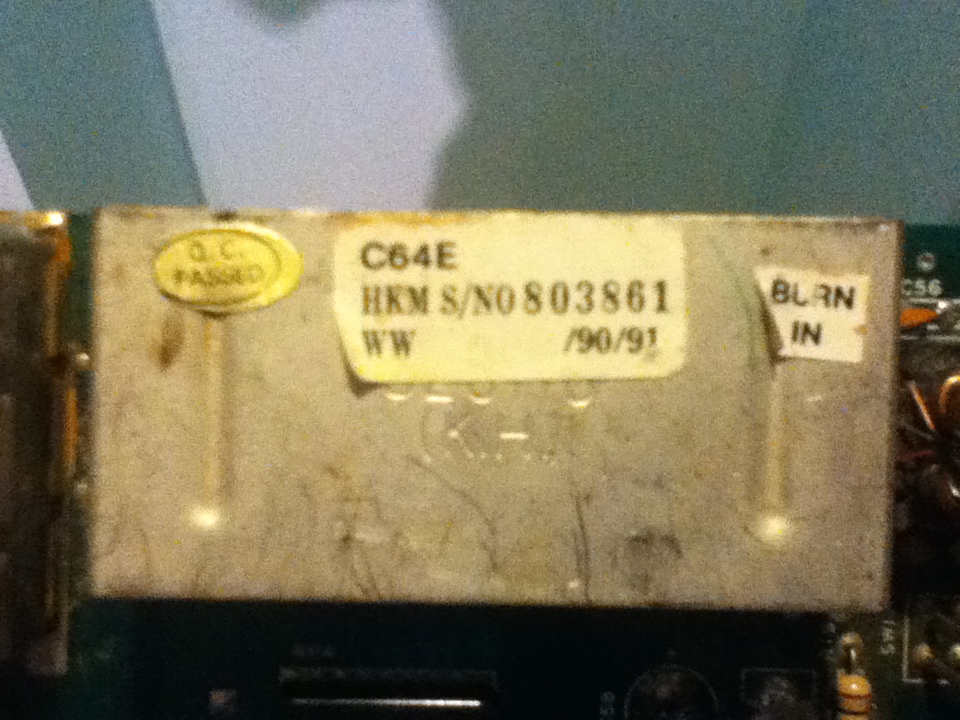 Q.C.
PASSED
C64E
HKM S/NO 803861
WW /90/91
BURN
IN
C56